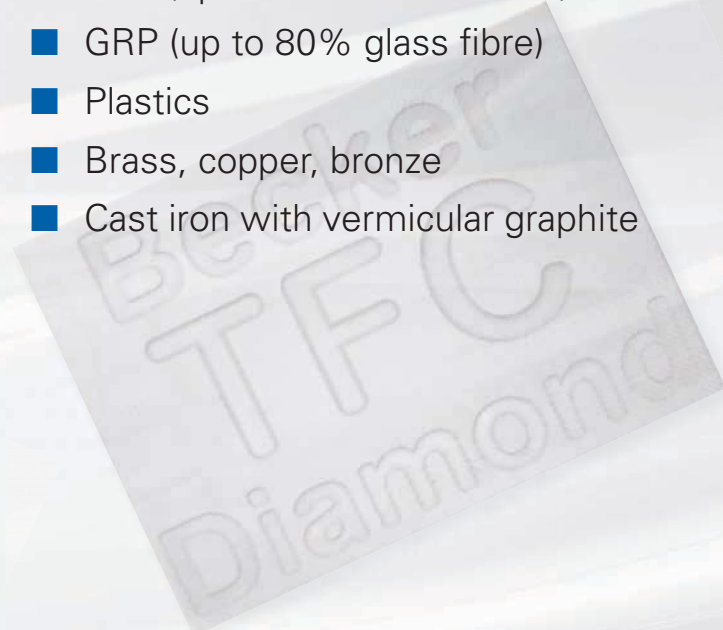 ■ GRP (up to 80% glass fibre)
■ Plastics
■ Brass, copper, bronze
■ Cast iron with vermicular graphite
Becker
TFC
Diamond